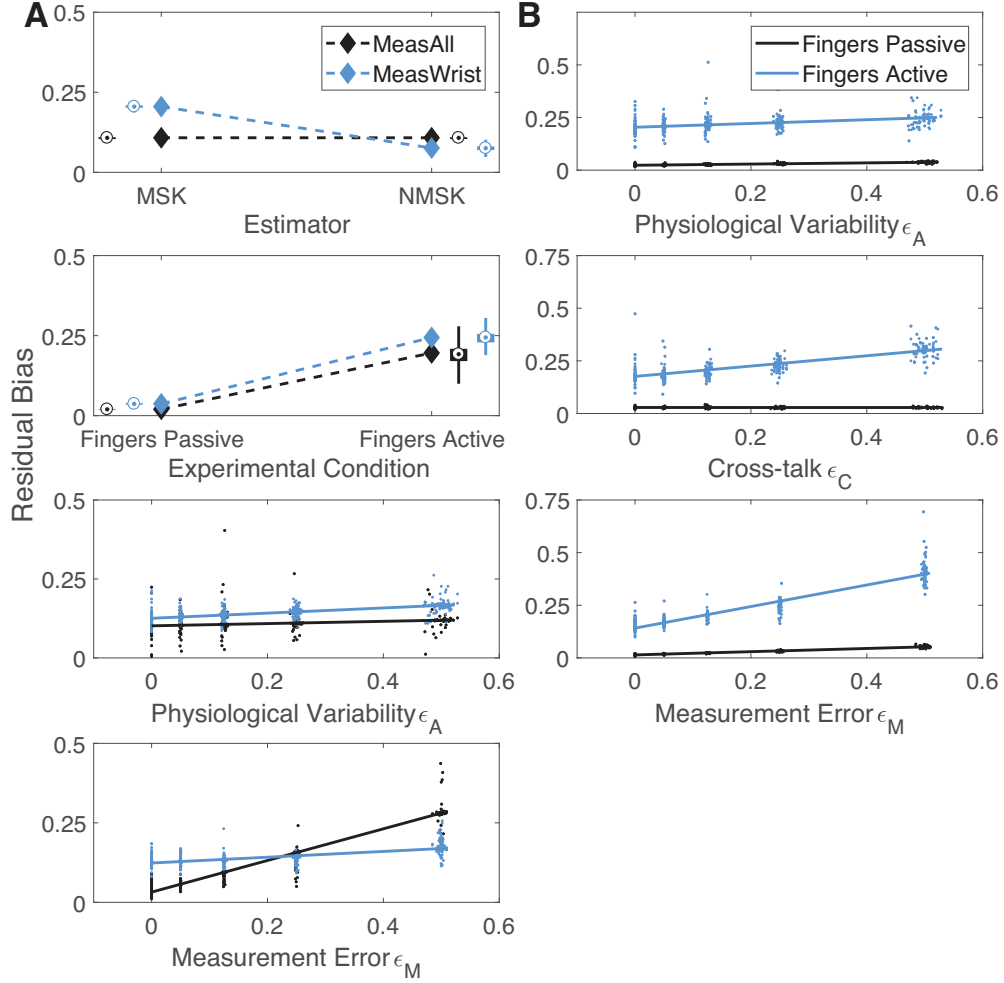 A
MeasAll
MeasWrist
0.5
0.25
0
MSK
NMSK
Estimator
0.5
0.25
0
Fingers Passive
Fingers Active
Experimental Condition
Residual Bias
0.5
0.25
0
0
0.2
0.4
0.6
Physiological Variability ϵA
0.5
0.25
0
0
0.2
0.4
0.6
Measurement Error ϵM
B
Fingers Passive
Fingers Active
0.5
0.25
0
0
0.2
0.4
0.6
Physiological Variability ϵA
0.75
0.5
0.25
0
0
0.2
0.4
0.6
Cross-talk ϵC
0.75
0.5
0.25
0
0
0.2
0.4
0.6
Measurement Error ϵM